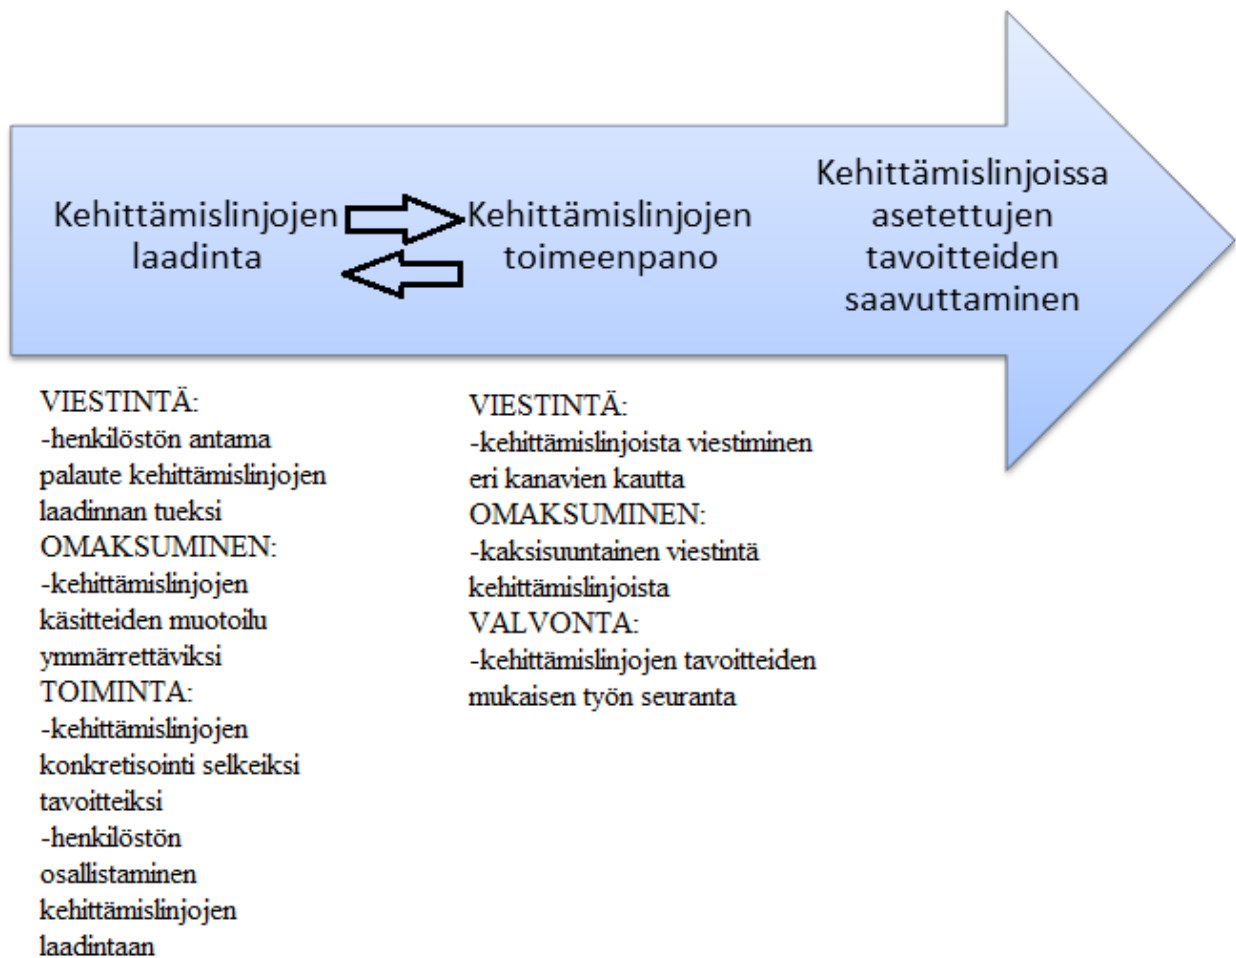 Kehittämislinjojen
laadinta
Kehittämislinjojen
toimeenpano
Kehittämislinjoissa
asetettujen
tavoitteiden
saavuttaminen
VIESTINTÄ:
-henkilöstön antama
palaute kehittämislinjojen
laadinnan tueksi
OMAKSUMINEN:
-kehittämislinjojen
käsitteiden muotoilu
ymmärrettäviksi
TOIMINTA:
-kehittämislinjojen
konkretisointi selkeiksi
tavoitteiksi
-henkilöstön
osallistaminen
kehittämislinjojen
laadintaan
VIESTINTÄ:
-kehittämislinjoista viestiminen
eri kanavien kautta
OMAKSUMINEN:
-kaksisuuntainen viestintä
kehittämislinjoista
VALVONTA:
-kehittämislinjojen tavoitteiden
mukaisen työn seuranta